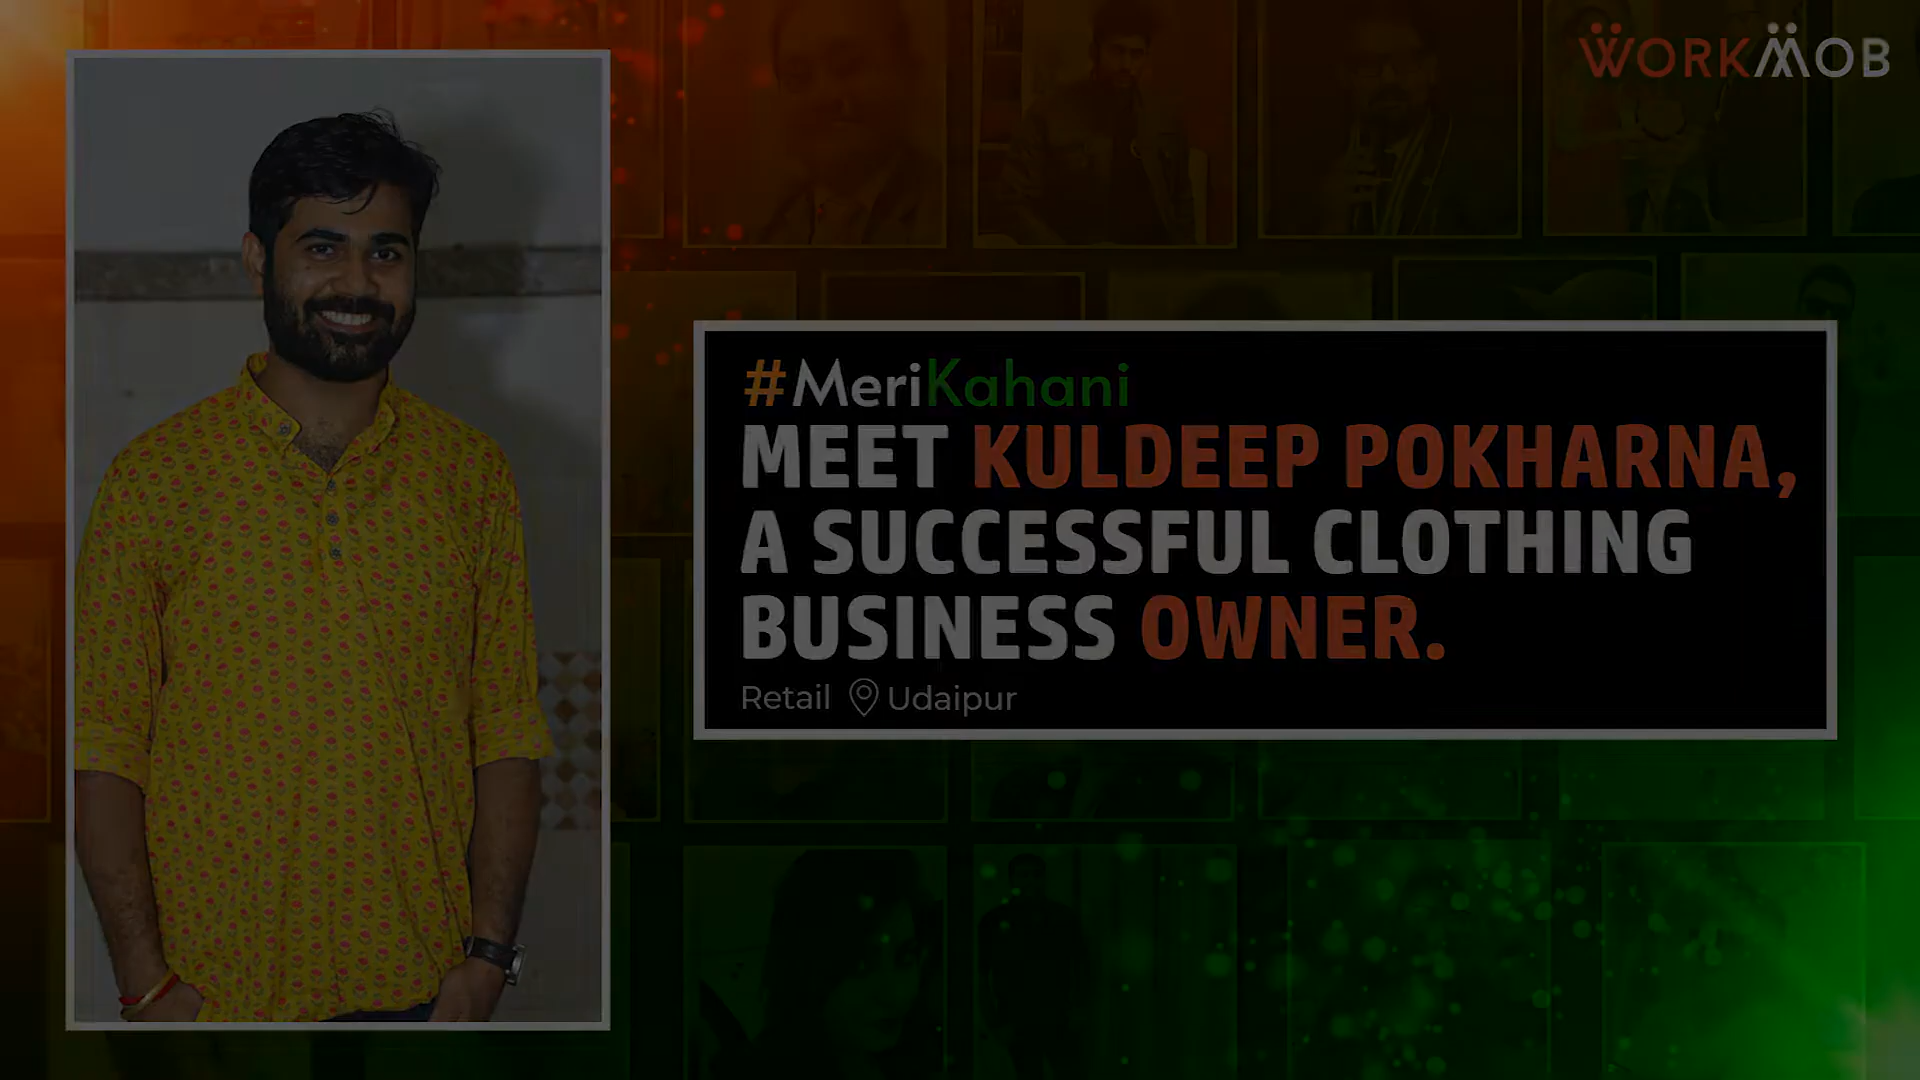 WORKMOB
#MeriKahani
MEET KULDEEP POKHARNA,
A SUCCESSFUL CLOTHING
BUSINESS OWNER.
Retail Udaipur